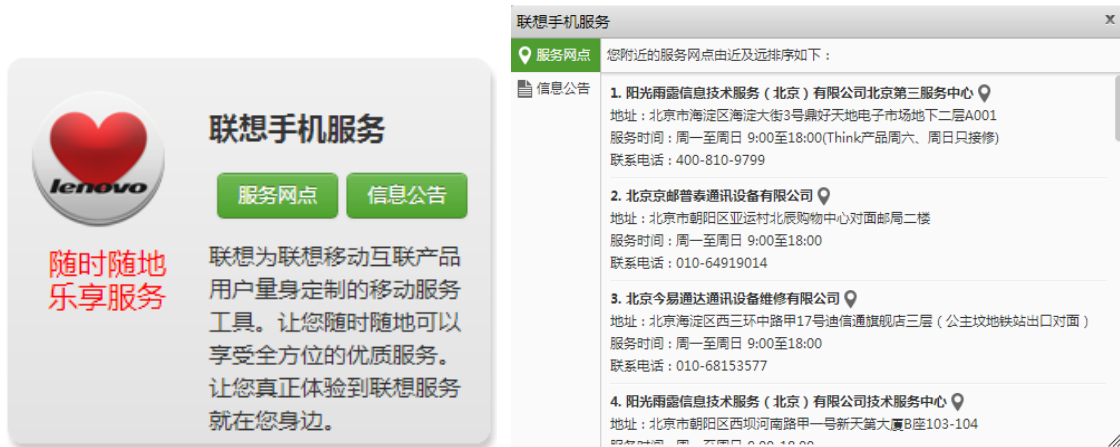 lenovo
随时随地
乐享服务
联想手机服务
服务网点 信息公告
联想为联想移动互联产品
用户量身定制的移动服务
工具。让您随时随地可以
享受全方位的优质服务。
让您真正体验到联想服务
就在您身边。
联想手机服务 x
服务网点
信息公告
您附近的服务网点由近及远排序如下：
1. 阳光雨露信息技术服务（北京）有限公司北京第三服务中心
地址：北京市海淀区海淀大街3号鼎好天地电子市场地下二层A001
服务时间：周一至周日 9:00至18:00(Think产品周六、周日只接修)
联系电话：400-810-9799
2. 北京京邮普泰通讯设备有限公司
地址：北京市朝阳区亚运村北辰购物中心对面邮局二楼
服务时间：周一至周日 9:00至18:00
联系电话：010-64919014
3. 北京今易通达通讯设备维修有限公司
地址：北京海淀区西三环中路甲17号迪信通旗舰店三层（公主坟地铁站出口对面）
服务时间：周一至周日 9:00至18:00
联系电话：010-68153577
4. 阳光雨露信息技术服务（北京）有限公司技术服务中心
地址：北京市朝阳区西坝河南路甲一号新天第大厦B座103-104